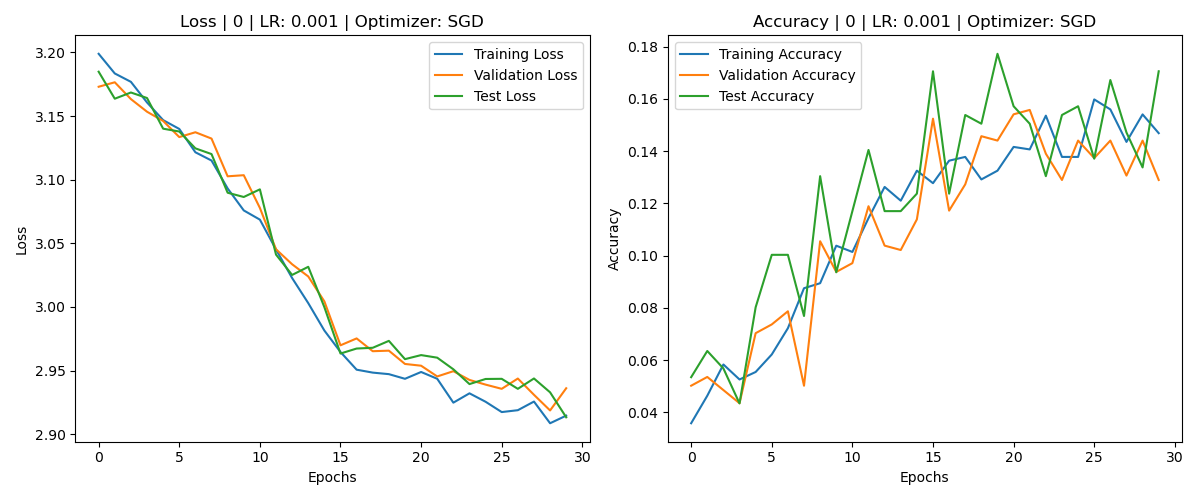 Loss | 0 | LR: 0.001 | Optimizer: SGD
Training Loss
Validation Loss
Test Loss
3.20
3.15
3.10
3.05
3.00
2.95
2.90
Loss
0
5
10
15
20
25
30
Epochs
Accuracy | 0 | LR: 0.001 | Optimizer: SGD
Training Accuracy
Validation Accuracy
Test Accuracy
0.18
0.16
0.14
0.12
0.10
0.08
0.06
0.04
Accuracy
0
5
10
15
20
25
30
Epochs